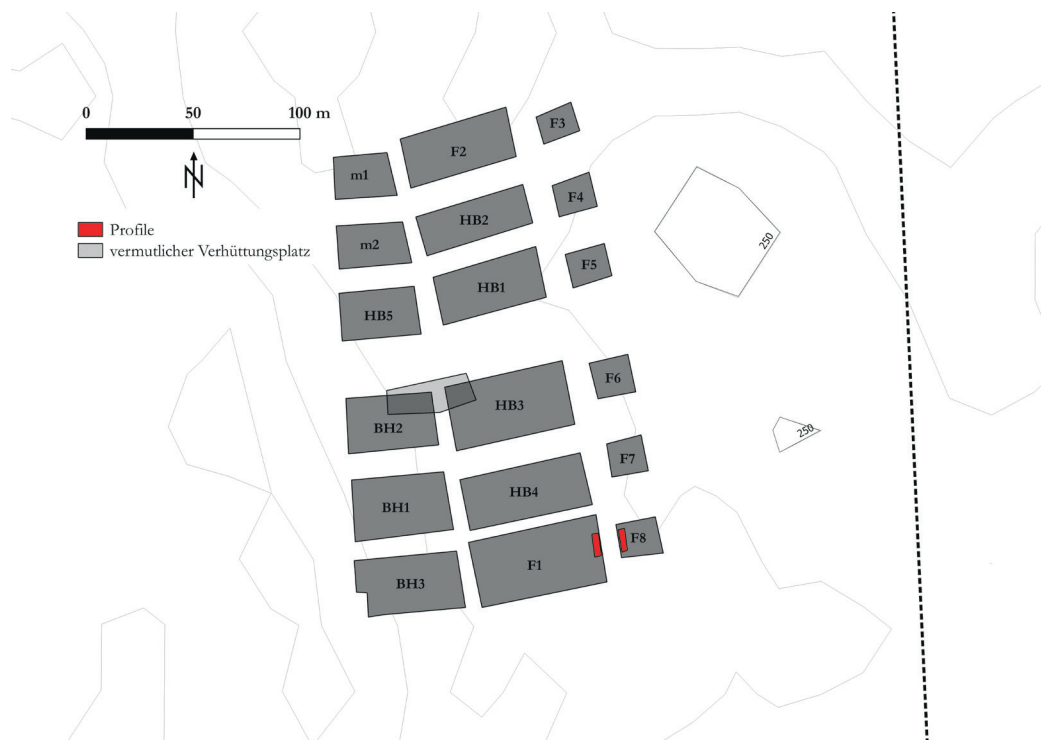 0 50 100 m
N
Profile
vermutlicher Verhüttungsplatz
F3
F2
m1
F4
HB2
m2
250
F5
HB1
HB5
F6
HB3
BH2
250
F7
HB4
BH1
F8
F1
BH3